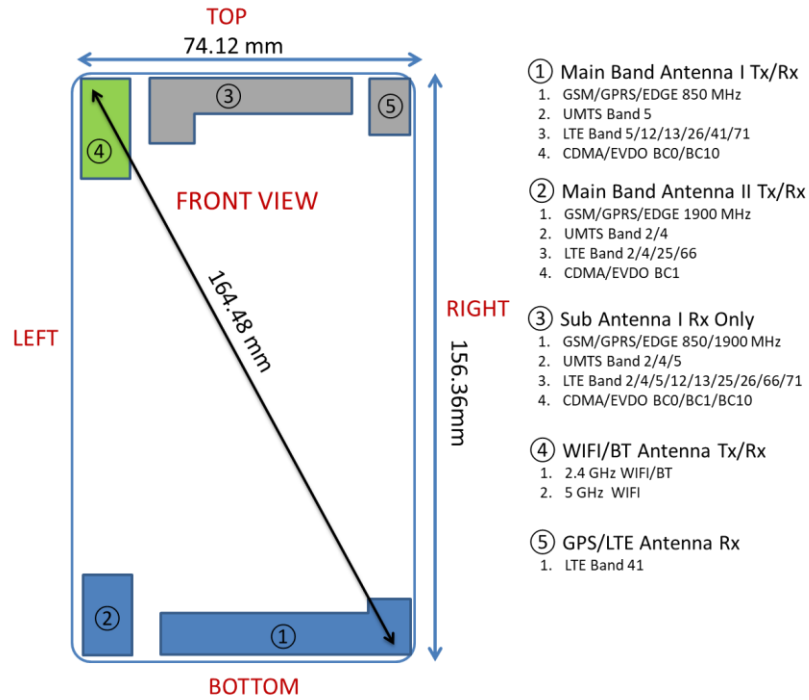 TOP
74.12 mm
③
⑤
④
FRONT VIEW
164.48 mm
LEFT
RIGHT
156.36mm
②
①
BOTTOM
① Main Band Antenna I Tx/Rx
1. GSM/GPRS/EDGE 850 MHz
2. UMTS Band 5
3. LTE Band 5/12/13/26/41/71
4. CDMA/EVDO BC0/BC10
② Main Band Antenna II Tx/Rx
1. GSM/GPRS/EDGE 1900 MHz
2. UMTS Band 2/4
3. LTE Band 2/4/25/66
4. CDMA/EVDO BC1
③ Sub Antenna I Rx Only
1. GSM/GPRS/EDGE 850/1900 MHz
2. UMTS Band 2/4/5
3. LTE Band 2/4/5/12/13/25/26/66/71
4. CDMA/EVDO BC0/BC1/BC10
④ WIFI/BT Antenna Tx/Rx
1. 2.4 GHz WIFI/BT
2. 5 GHz WIFI
⑤ GPS/LTE Antenna Rx
1. LTE Band 41